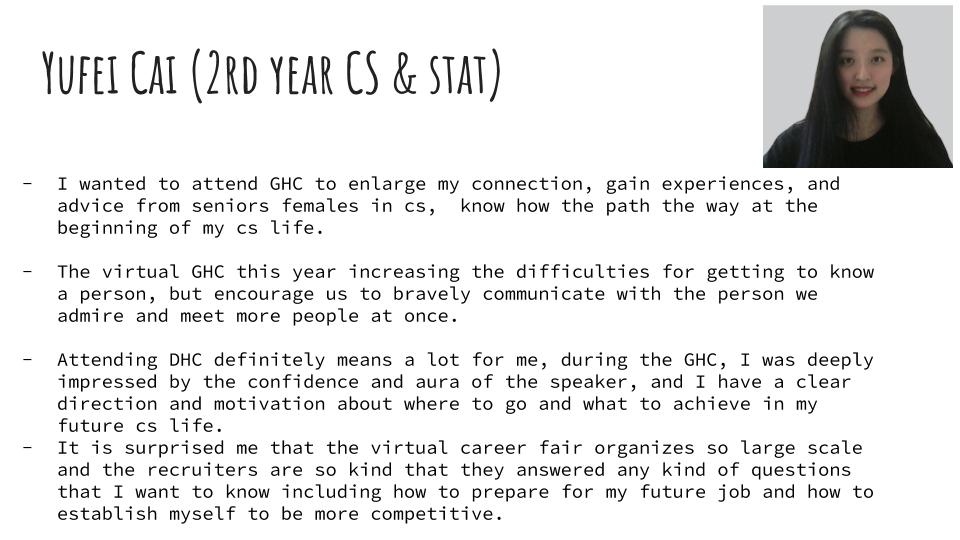 Yufei Cai (2rd year CS & stat)
- I wanted to attend GHC to enlarge my connection, gain experiences, and
advice from seniors females in cs,  know how the path the way at the
beginning of my cs life.
- The virtual GHC this year increasing the difficulties for getting to know
a person, but encourage us to bravely communicate with the person we
admire and meet more people at once.
- Attending DHC definitely means a lot for me, during the GHC, I was deeply
impressed by the confidence and aura of the speaker, and I have a clear
direction and motivation about where to go and what to achieve in my
future cs life.
- It is surprised me that the virtual career fair organizes so large scale
and the recruiters are so kind that they answered any kind of questions
that I want to know including how to prepare for my future job and how to
establish myself to be more competitive.